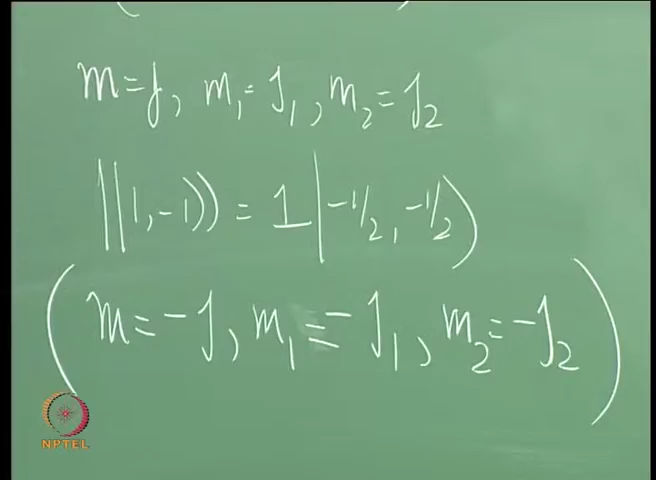 m = j, m₁ = j₁, m₂ = j₂
||1, -1⟩⟩ = 1 |-1/2, -1/2)
(m = -j, m₁ = -j₁, m₂ = -j₂)
NPTEL